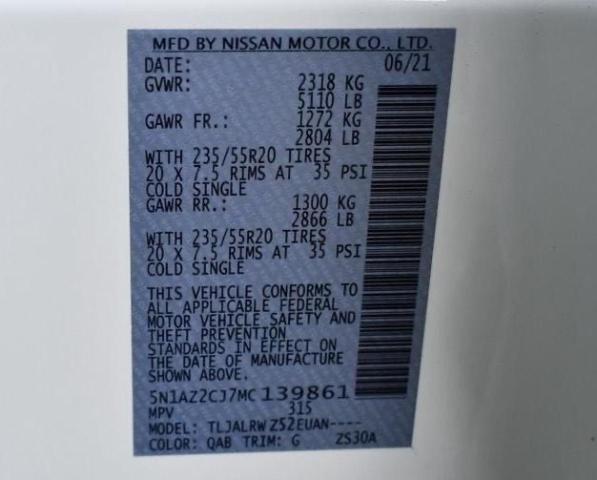 MFD BY NISSAN MOTOR CO., LTD.
DATE: 06/21
GVWR: 2318 KG
5110 LB
GAWR FR.: 1272 KG
2804 LB
WITH 235/55R20 TIRES
20 X 7.5 RIMS AT 35 PSI
COLD SINGLE
GAWR RR.: 1300 KG
2866 LB
WITH 235/55R20 TIRES
20 X 7.5 RIMS AT 35 PSI
COLD SINGLE
THIS VEHICLE CONFORMS TO
ALL APPLICABLE FEDERAL
MOTOR VEHICLE SAFETY AND
THEFT PREVENTION
STANDARDS IN EFFECT ON
THE DATE OF MANUFACTURE
SHOWN ABOVE.
5N1AZ2CJ7MC139861
MPV 315
MODEL: TLJALRWZ52EUAN----
COLOR: QAB TRIM: G ZS30A